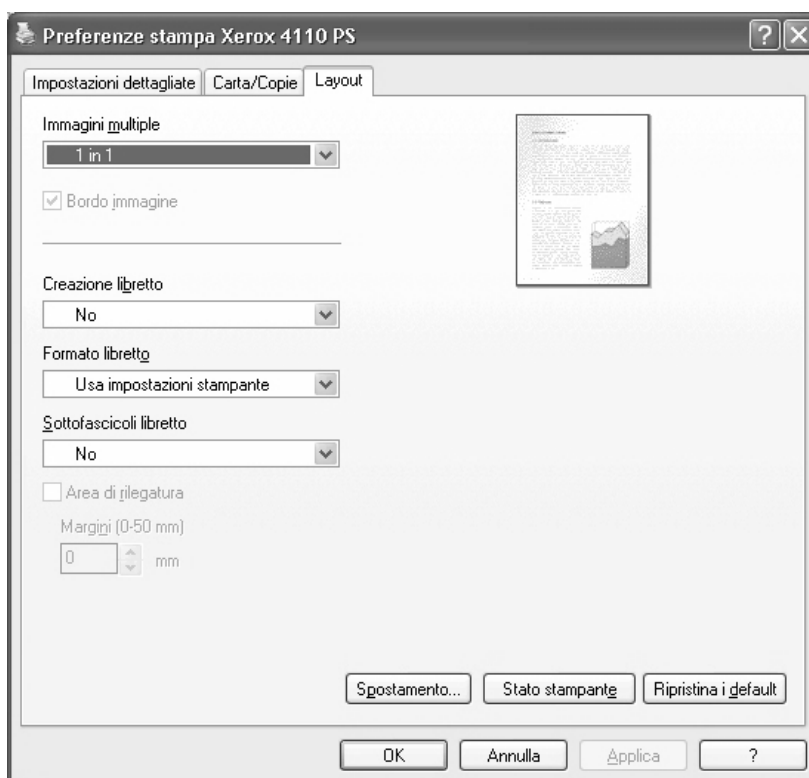 Preferenze stampa Xerox 4110 PS
Impostazioni dettagliate
Carta/Copie
Layout
Immagini multiple
1 in 1
Bordo immagine
Creazione libretto
No
Formato libretto
Usa impostazioni stampante
Sottofascicoli libretto
No
Area di rilegatura
Margini (0-50 mm)
0 mm
Spostamento... Stato stampante Ripristina i default
OK Annulla Applica ?